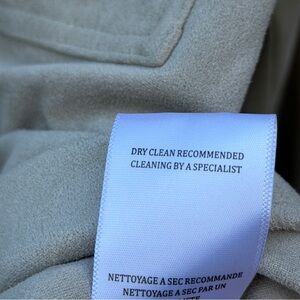 DRY CLEAN RECOMMENDED
CLEANING BY A SPECIALIST
NETTOYAGE A SEC RECOMMANDE
NETTOYAGE A SEC PAR UN